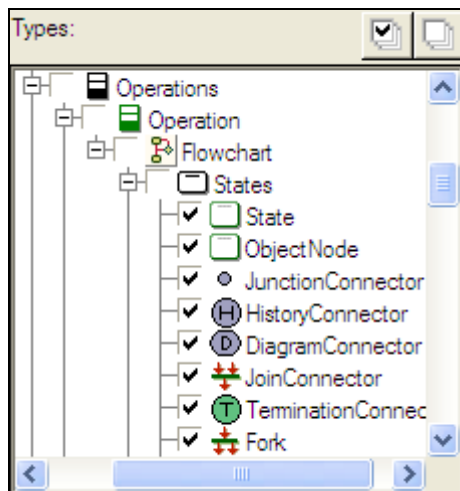 Types:
Operations
Operation
Flowchart
States
State
ObjectNode
JunctionConnector
H HistoryConnector
D DiagramConnector
JoinConnector
T TerminationConnec
Fork